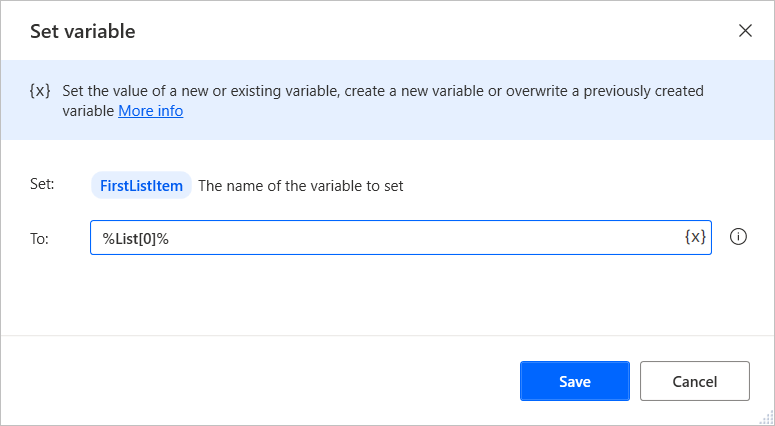 Set variable
{x} Set the value of a new or existing variable, create a new variable or overwrite a previously created
variable More info
Set: FirstListItem The name of the variable to set
To: %List[0]% {x}
Save Cancel